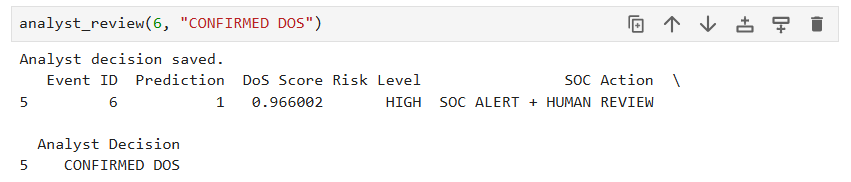 analyst_review(6, "CONFIRMED DOS")
Analyst decision saved.
Event ID  Prediction  DoS Score Risk Level                 SOC Action  \
5         6           1   0.966002       HIGH  SOC ALERT + HUMAN REVIEW
Analyst Decision
5    CONFIRMED DOS